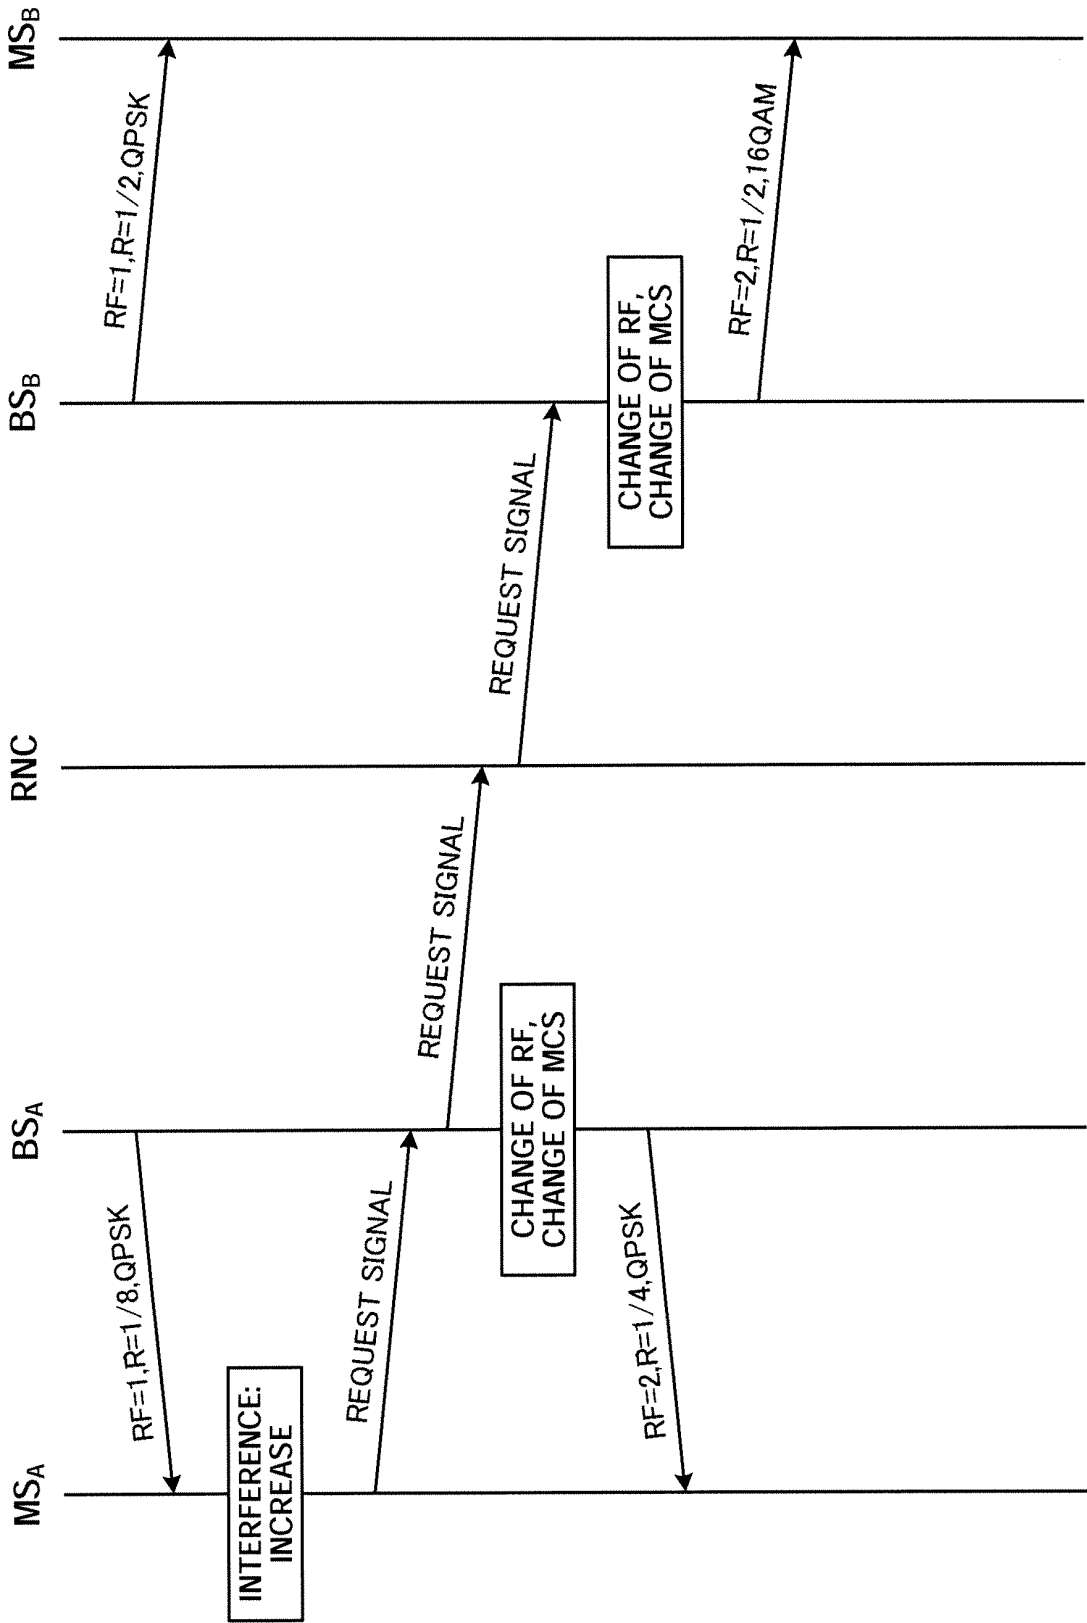 MSA
BSA
RNC
BSB
MSB
RF=1,R=1/8,QPSK
RF=1,R=1/2,QPSK
INTERFERENCE:
INCREASE
REQUEST SIGNAL
REQUEST SIGNAL
REQUEST SIGNAL
CHANGE OF RF,
CHANGE OF MCS
CHANGE OF RF,
CHANGE OF MCS
RF=2,R=1/4,QPSK
RF=2,R=1/2,16QAM